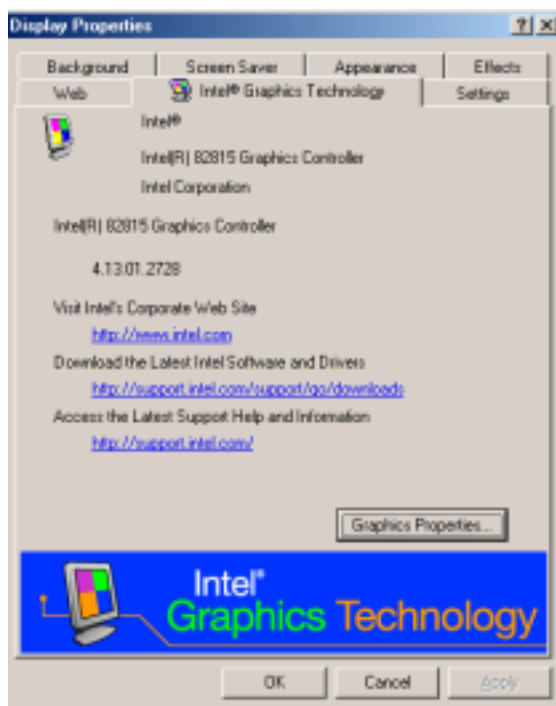 Display Properties
Background Screen Saver Appearance Effects
Web Intel® Graphics Technology Settings
Intel®
Intel(R) 82815 Graphics Controller
Intel Corporation
Intel(R) 82815 Graphics Controller
4.13.01.2728
Visit Intel's Corporate Web Site
http://www.intel.com
Download the Latest Intel Software and Drivers
http://support.intel.com/support/go/downloads
Access the Latest Support Help and Information
http://support.intel.com/
Graphics Properties...
Intel®
Graphics Technology
OK Cancel Apply